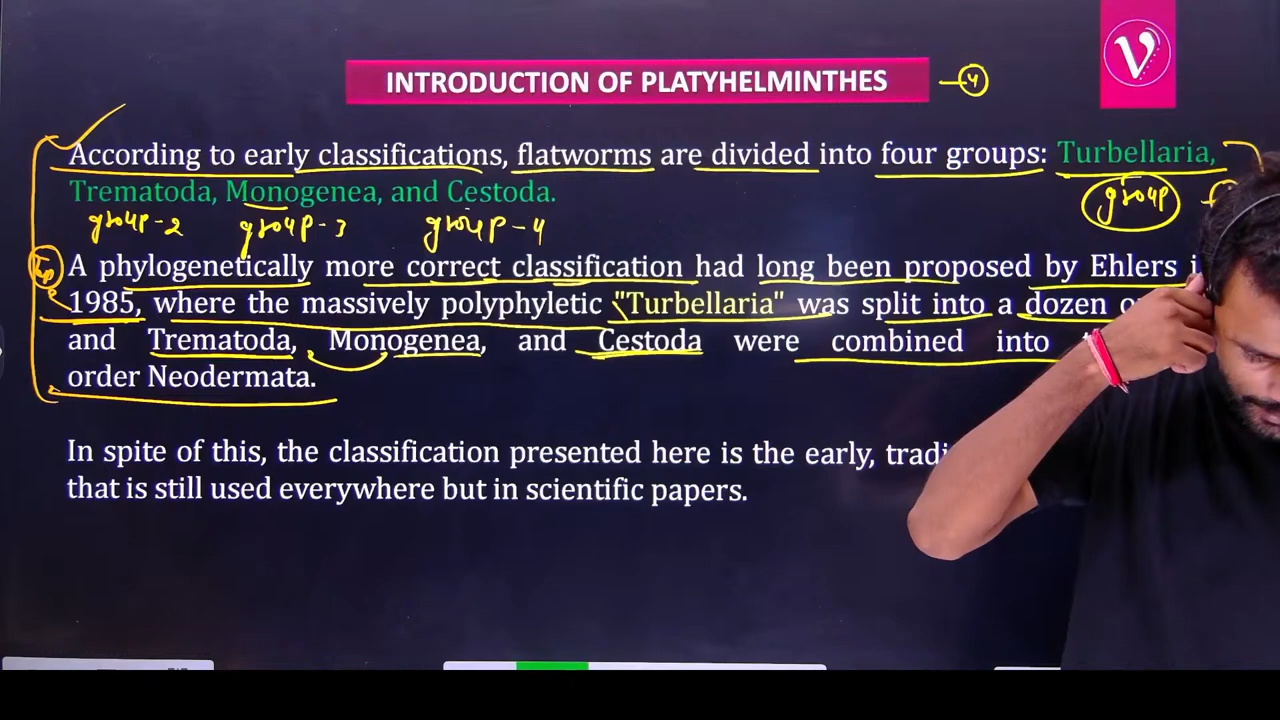 INTRODUCTION OF PLATYHELMINTHES
4
According to early classifications, flatworms are divided into four groups: Turbellaria,
group
Trematoda, Monogenea, and Cestoda.
group-2 group-3 group-4
Imp A phylogenetically more correct classification had long been proposed by Ehlers
1985, where the massively polyphyletic "Turbellaria" was split into a dozen
and Trematoda, Monogenea, and Cestoda were combined into
order Neodermata.
In spite of this, the classification presented here is the early,
that is still used everywhere but in scientific papers.